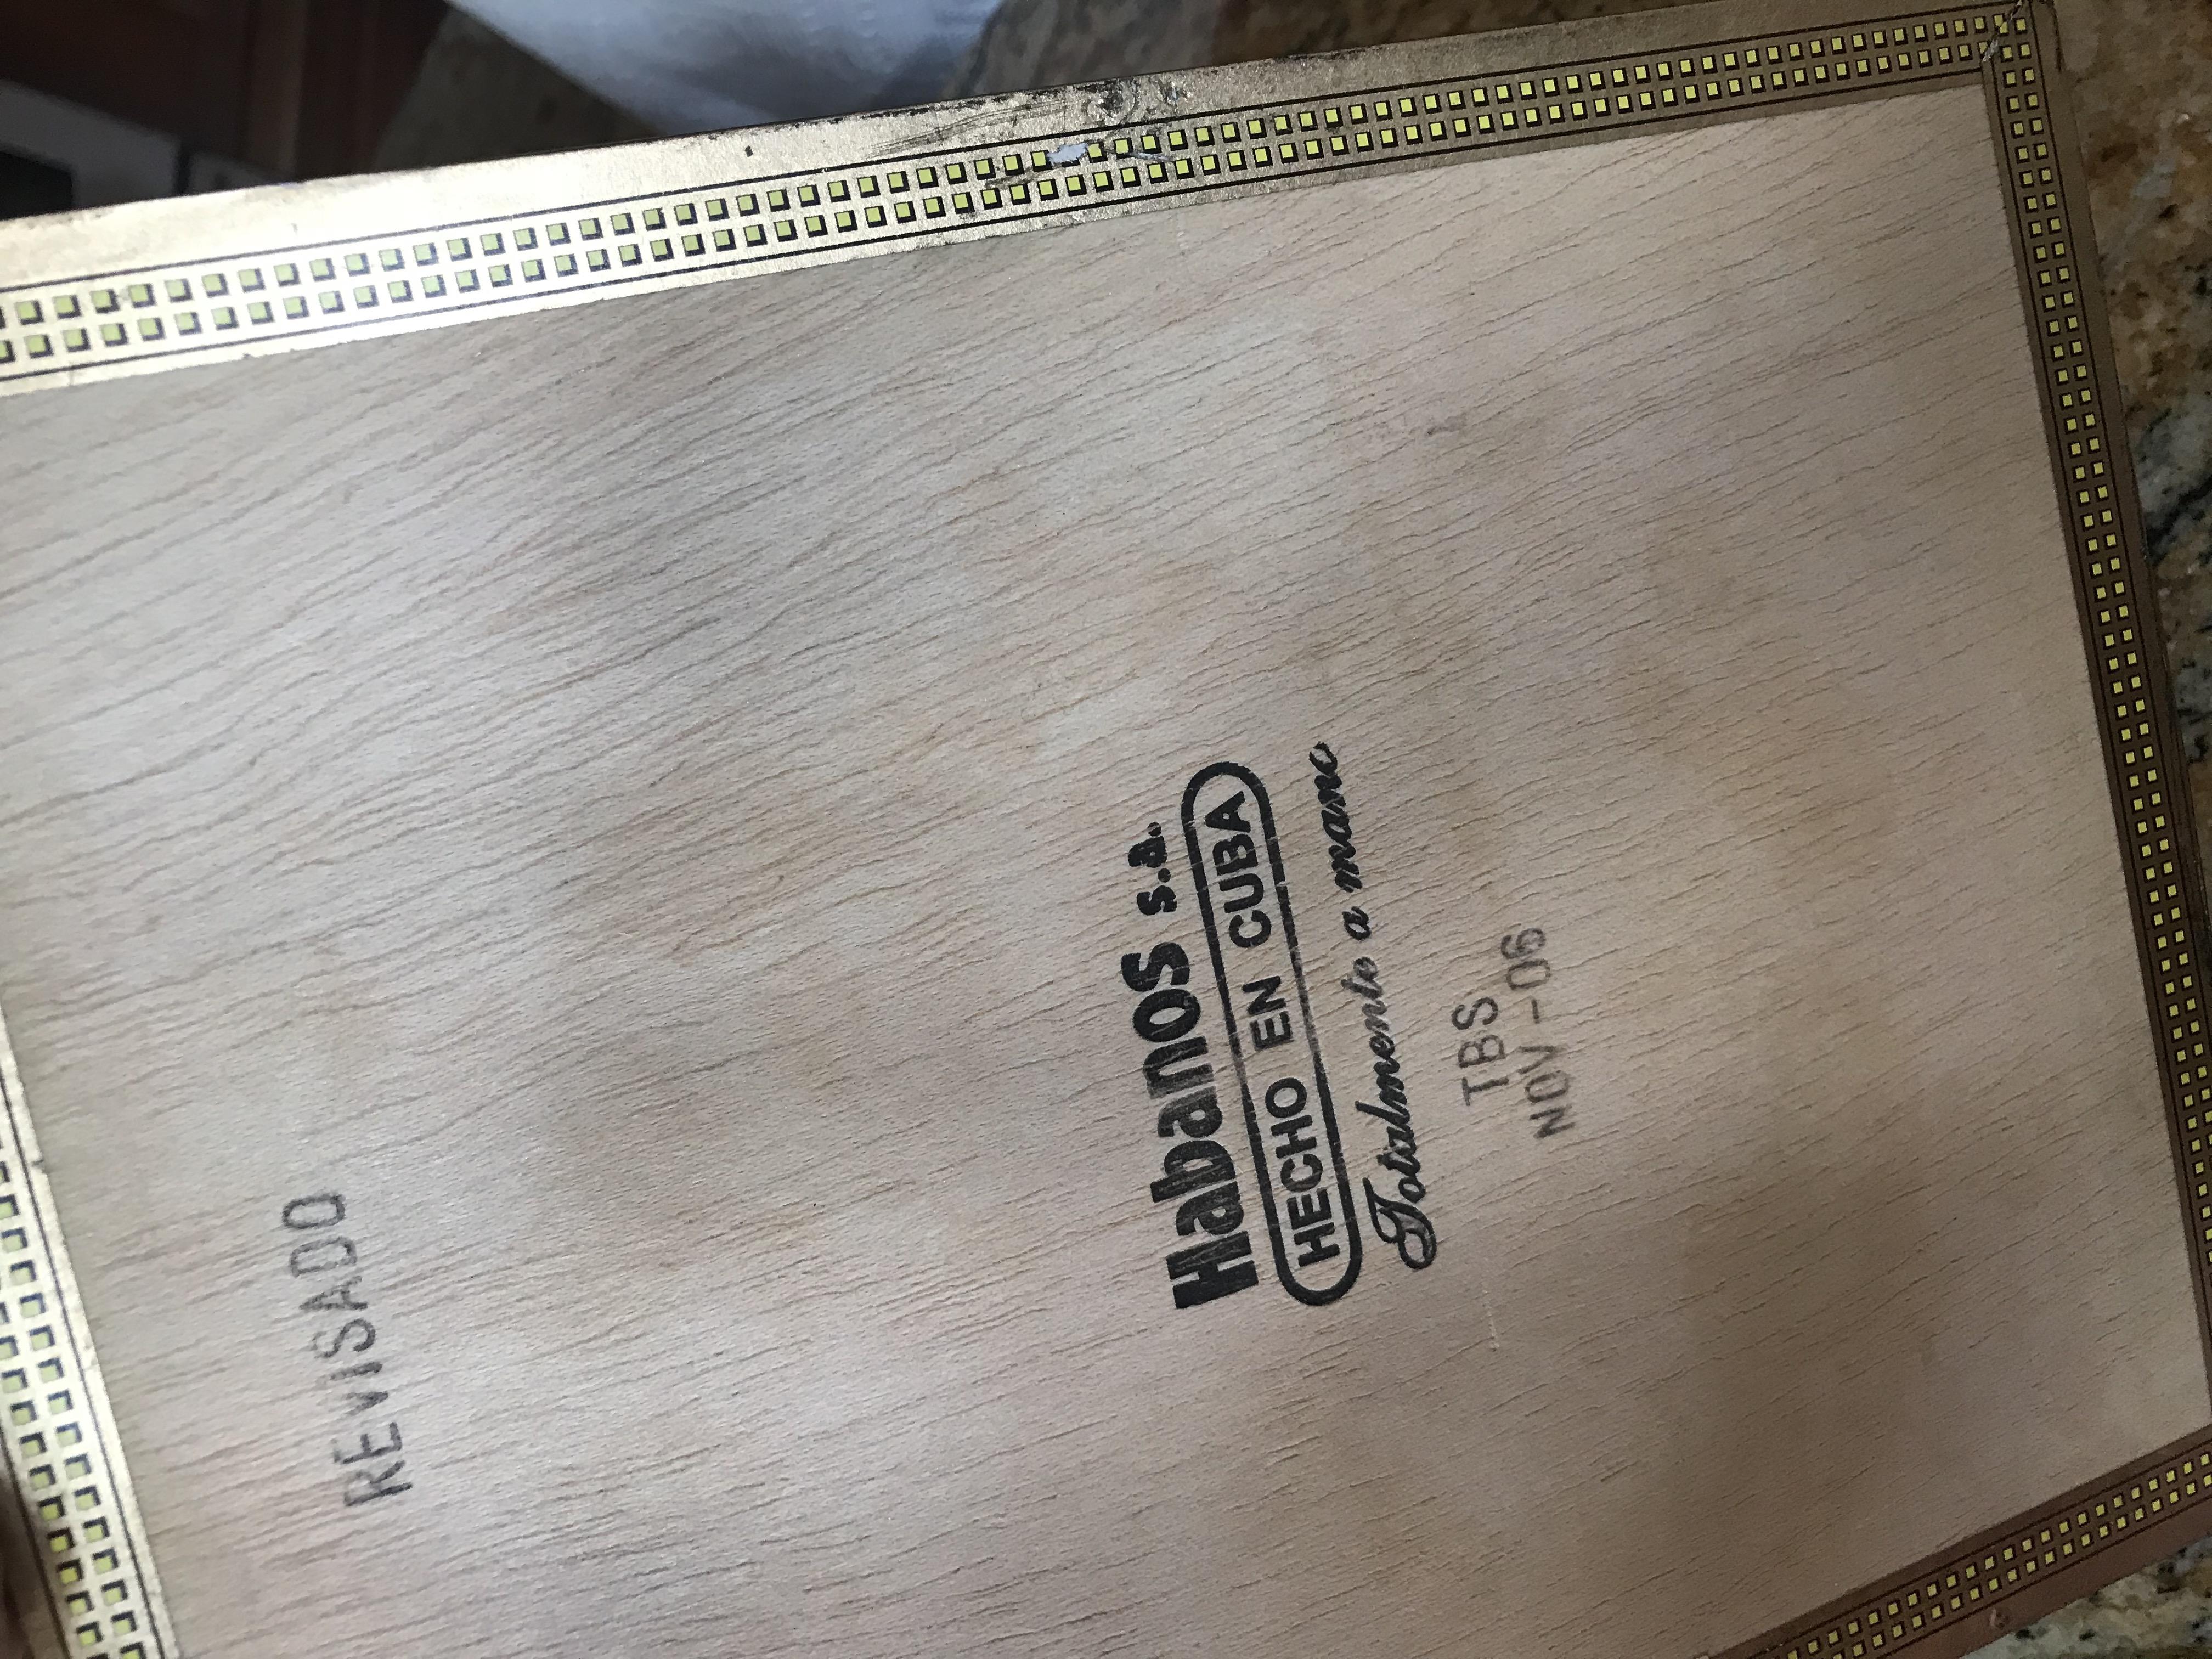 Habanos s.a.
HECHO EN CUBA
Totalmente a mano
TBS
NOV-06
REVISADO